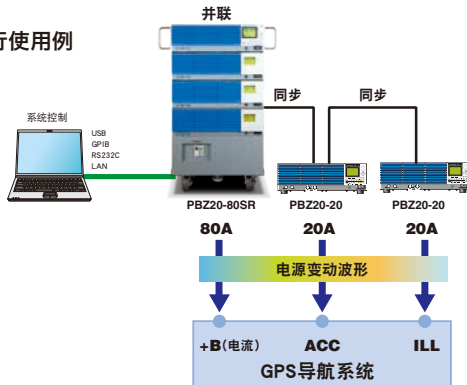 并联
行使用例
同步
同步
系统控制
USB
GPIB
RS232C
LAN
PBZ20-80SR
PBZ20-20
PBZ20-20
80A
20A
20A
电源变动波形
+B(电流)
ACC
ILL
GPS导航系统